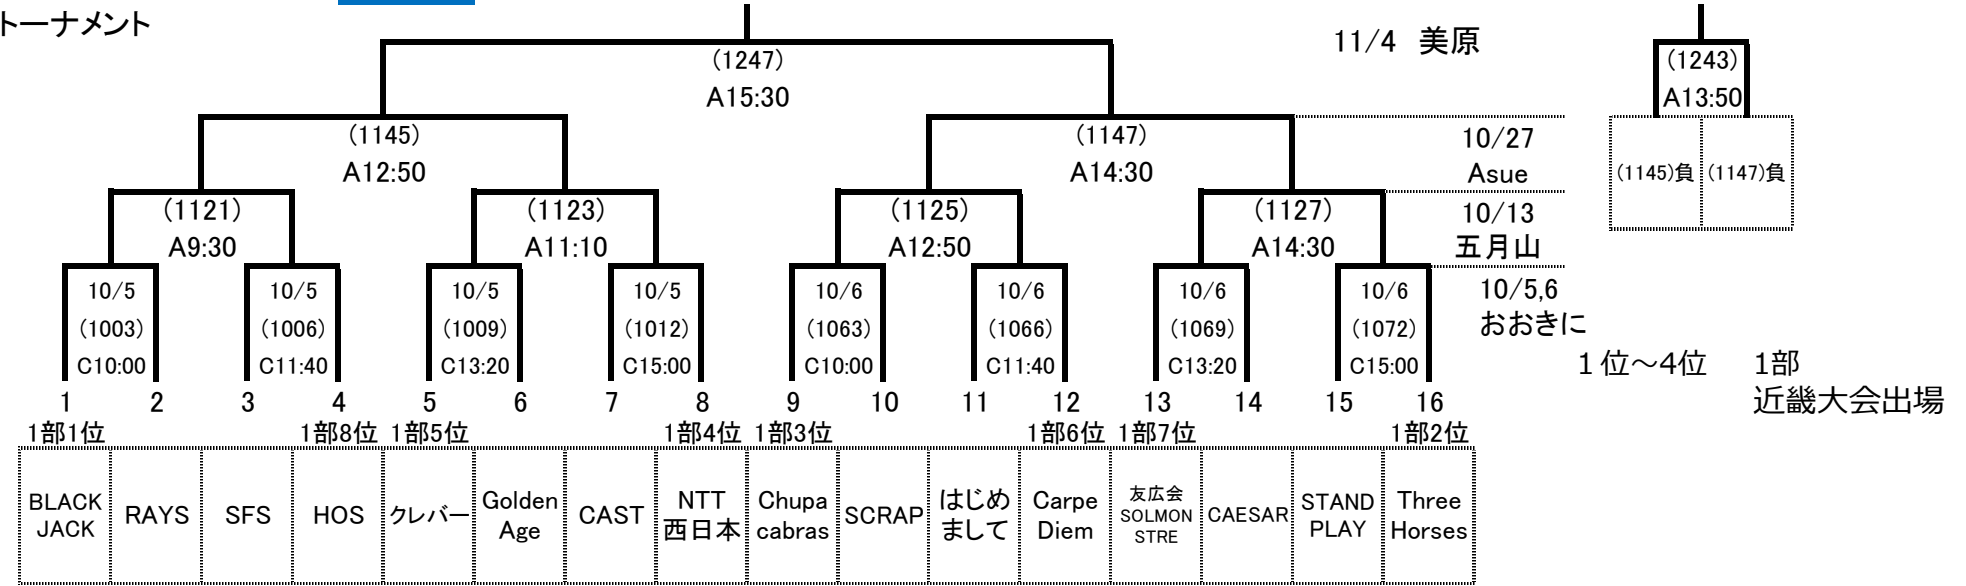 トーナメント
11/4 美原
(1247)
A15:30
(1243)
A13:50
(1145)
A12:50
(1147)
A14:30
10/27
Asue
(1145)負 (1147)負
(1121)
A9:30
(1123)
A11:10
(1125)
A12:50
(1127)
A14:30
10/13
五月山
10/5
(1003)
C10:00
10/5
(1006)
C11:40
10/5
(1009)
C13:20
10/5
(1012)
C15:00
10/6
(1063)
C10:00
10/6
(1066)
C11:40
10/6
(1069)
C13:20
10/6
(1072)
C15:00
10/5,6
おおきに
1位～4位 1部
近畿大会出場
1 2 3 4 5 6 7 8 9 10 11 12 13 14 15 16
1部1位 1部8位 1部5位 1部4位 1部3位 1部6位 1部7位 1部2位
BLACK
JACK
RAYS
SFS
HOS
クレバー
Golden
Age
CAST
NTT
西日本
Chupa
cabras
SCRAP
はじめ
まして
Carpe
Diem
友広会
SOLMON
STRE
CAESAR
STAND
PLAY
Three
Horses